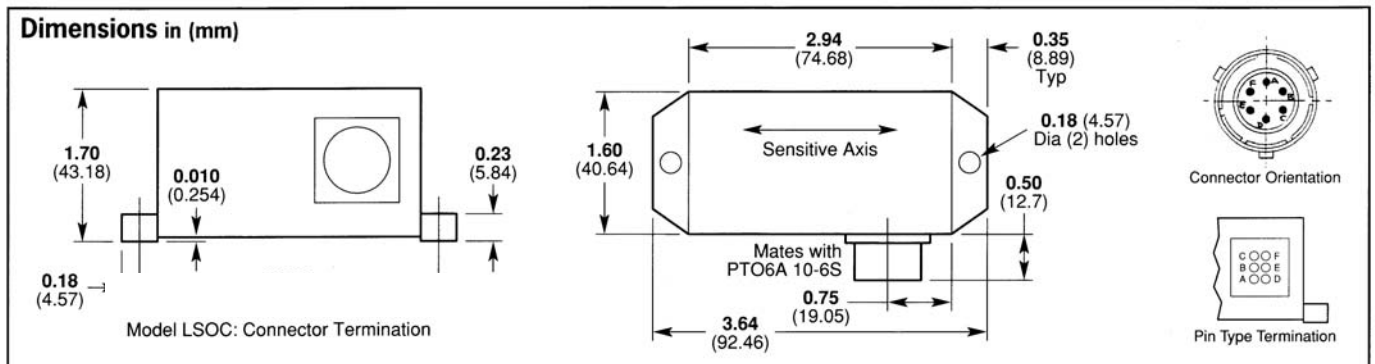 Dimensions in (mm)
1.70
(43.18)
0.010
(0.254)
0.23
(5.84)
0.18
(4.57)
Model LSOC: Connector Termination
2.94
(74.68)
0.35
(8.89)
Typ
1.60
(40.64)
Sensitive Axis
0.18 (4.57)
Dia (2) holes
0.50
(12.7)
Mates with
PTO6A 10-6S
0.75
(19.05)
3.64
(92.46)
F A
E B
D C
Connector Orientation
C F
B E
A D
Pin Type Termination